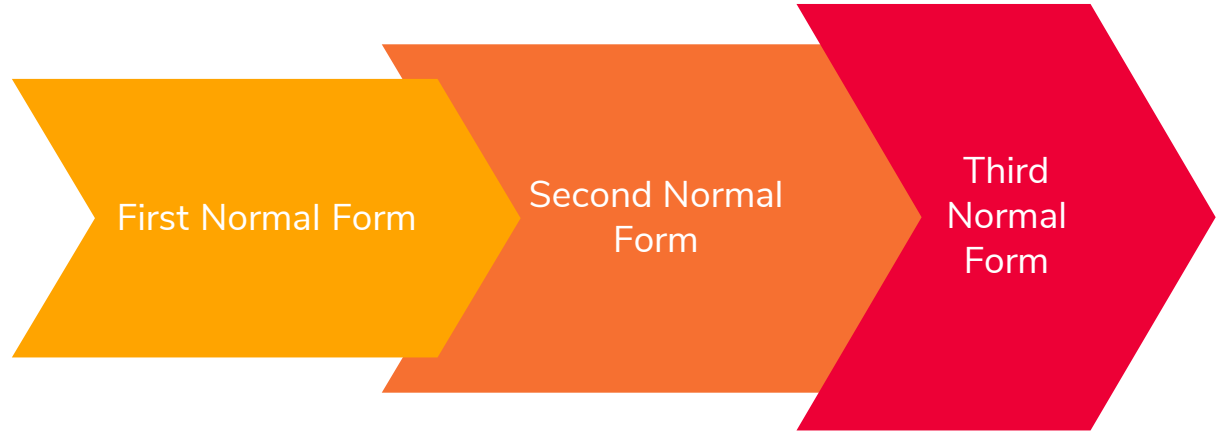 First Normal Form
Second Normal
Form
Third
Normal
Form